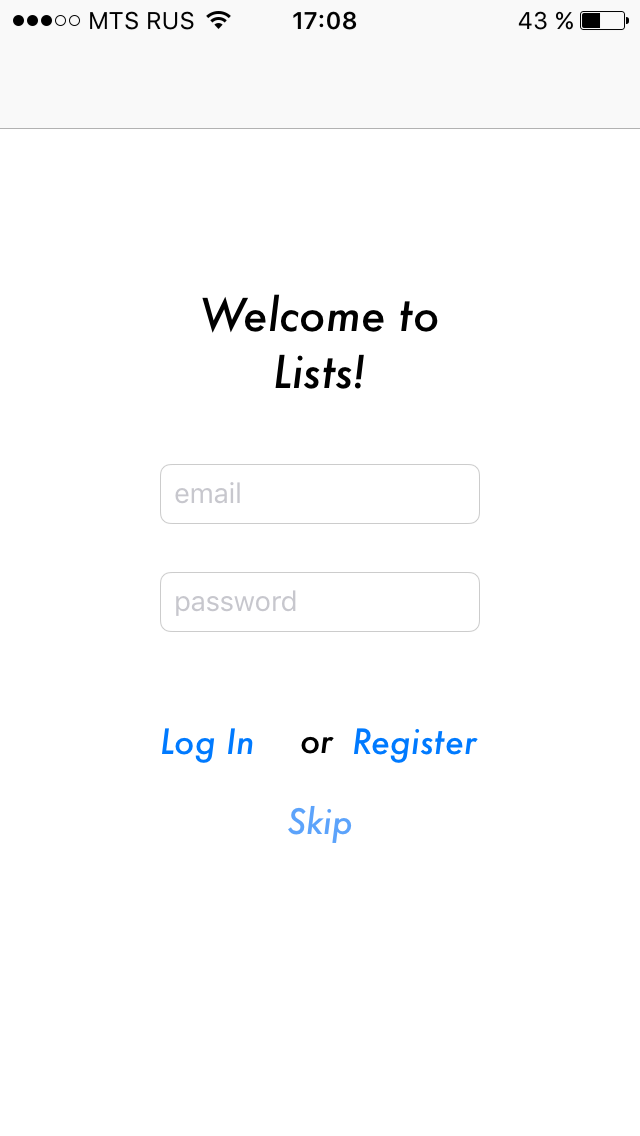 MTS RUS 17:08 43 %
Welcome to
Lists!
email
password
Log In or Register
Skip